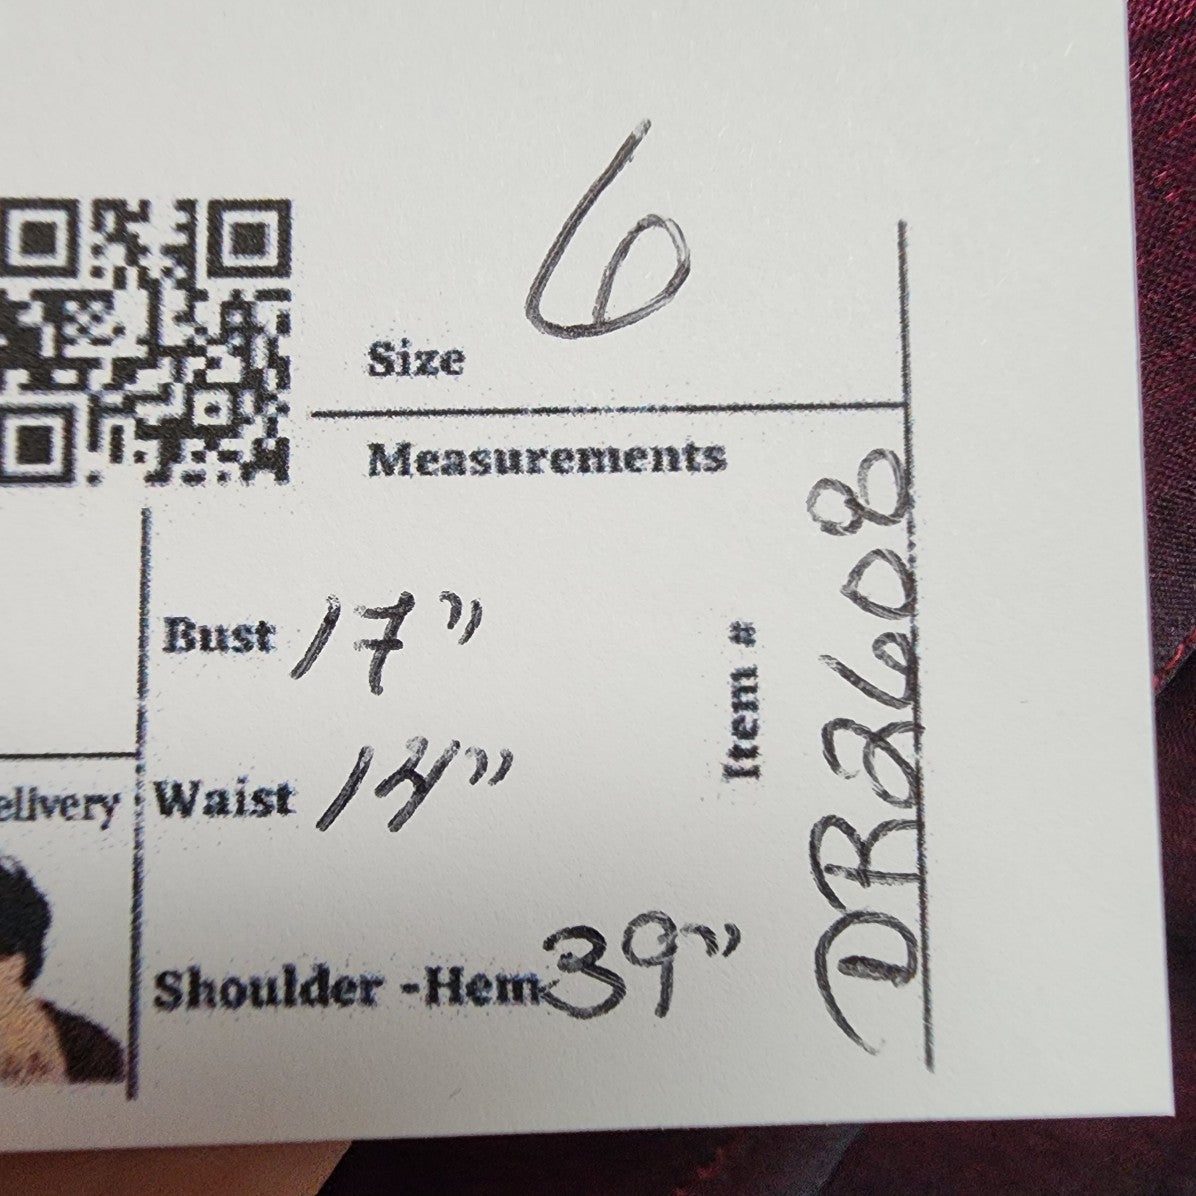 6
Size
Measurements
Bust 17"
Waist 14"
Shoulder -Hem 39"
elivery
Item #
DR2608